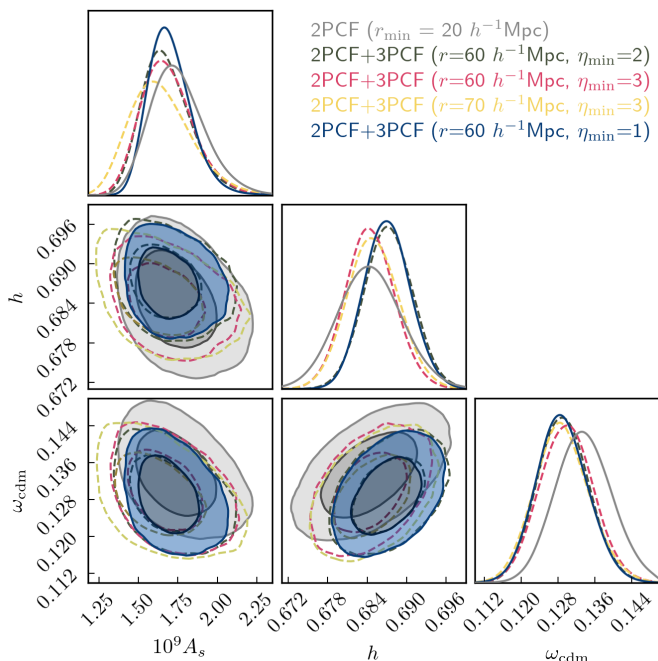 2PCF (r_min = 20 h⁻¹Mpc)
2PCF+3PCF (r=60 h⁻¹Mpc, η_min=2)
2PCF+3PCF (r=60 h⁻¹Mpc, η_min=3)
2PCF+3PCF (r=70 h⁻¹Mpc, η_min=3)
2PCF+3PCF (r=60 h⁻¹Mpc, η_min=1)
h
0.696
0.690
0.684
0.678
0.672
ω_cdm
0.144
0.136
0.128
0.120
0.112
1.25 1.50 1.75 2.00 2.25
0.672 0.678 0.684 0.690 0.696
0.112 0.120 0.128 0.136 0.144
10⁹A_s
h
ω_cdm